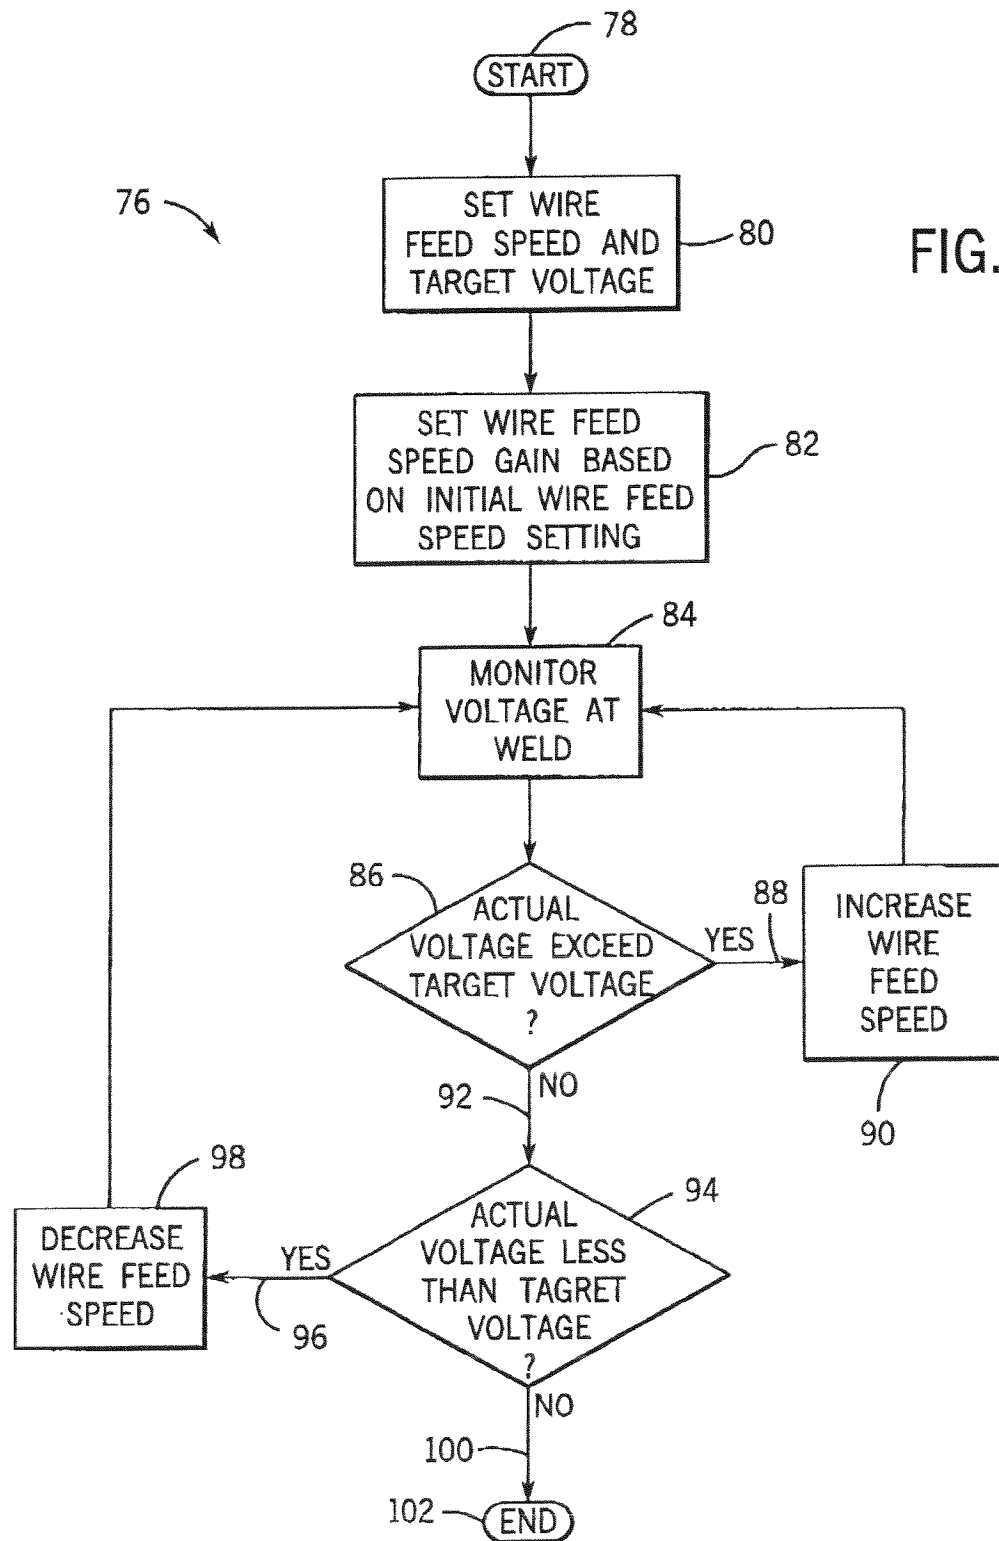 78
START
76
SET WIRE
FEED SPEED AND
TARGET VOLTAGE
80
FIG.
SET WIRE FEED
SPEED GAIN BASED
ON INITIAL WIRE FEED
SPEED SETTING
82
84
MONITOR
VOLTAGE AT
WELD
86
ACTUAL
VOLTAGE EXCEED
TARGET VOLTAGE
?
YES
88
INCREASE
WIRE
FEED
SPEED
90
NO
92
98
DECREASE
WIRE FEED
SPEED
YES
96
94
ACTUAL
VOLTAGE LESS
THAN TAGRET
VOLTAGE
?
NO
100
102
END